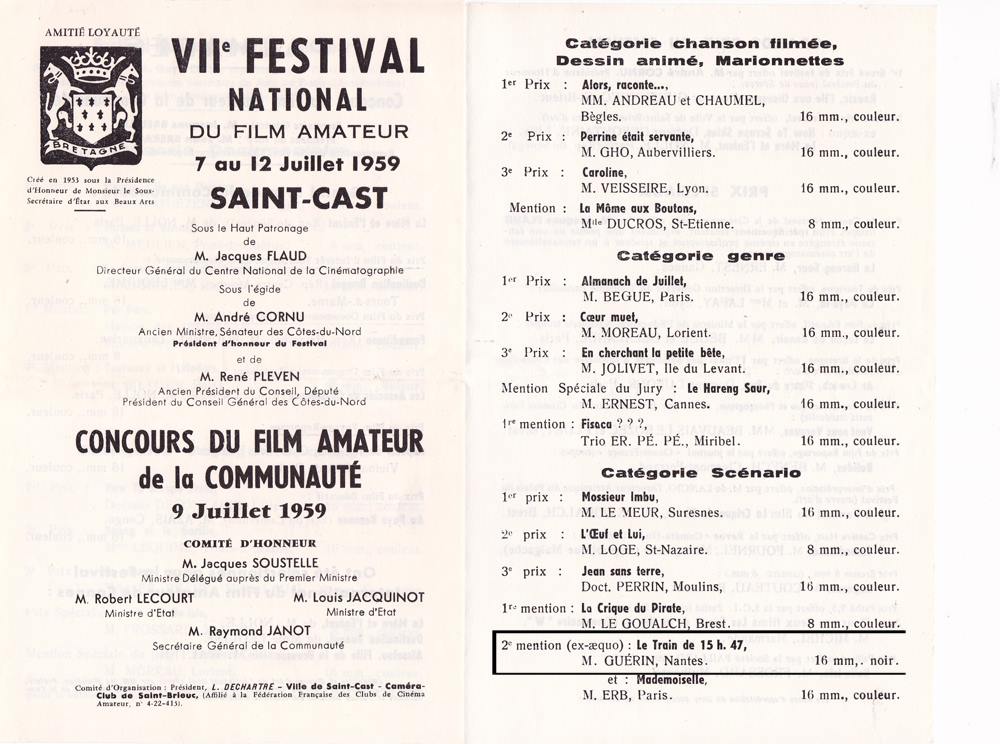 AMITIÉ LOYAUTÉ
BRETAGNE
Créé en 1953 sous la Présidence
d'Honneur de Monsieur le Sous-
Secrétaire d'État aux Beaux Arts
VIIe FESTIVAL
NATIONAL
DU FILM AMATEUR
7 au 12 Juillet 1959
SAINT-CAST
Sous le Haut Patronage
de
M. Jacques FLAUD
Directeur Général du Centre National de la Cinématographie
Sous l'égide
de
M. André CORNU
Ancien Ministre, Sénateur des Côtes-du-Nord
Président d'honneur du Festival
et de
M. René PLEVEN
Ancien Président du Conseil, Député
Président du Conseil Général des Côtes-du-Nord
CONCOURS DU FILM AMATEUR
de la COMMUNAUTÉ
9 Juillet 1959
COMITÉ D'HONNEUR
M. Jacques SOUSTELLE
Ministre Délégué auprès du Premier Ministre
M. Robert LECOURT M. Louis JACQUINOT
Ministre d'Etat Ministre d'Etat
M. Raymond JANOT
Secrétaire Général de la Communauté
Comité d'Organisation : Président, L. DECHARTRE - Ville de Saint-Cast - Caméra-
Club de Saint-Brieuc, (Affilié à la Fédération Française des Clubs de Cinéma
Amateur, n° 4-22-415).
Catégorie chanson filmée,
Dessin animé, Marionnettes
1er Prix : Alors, raconte...,
MM. ANDREAU et CHAUMEL,
Bègles. 16 mm., couleur.
2e Prix : Perrine était servante,
M. GHO, Aubervilliers. 16 mm., couleur.
3e Prix : Caroline,
M. VEISSEIRE, Lyon. 16 mm., couleur.
Mention : La Môme aux Boutons,
Mlle DUCROS, St-Etienne. 8 mm., couleur.
Catégorie genre
1er Prix : Almanach de Juillet,
M. BEGUE, Paris. 16 mm., couleur.
2e Prix : Cœur muet,
M. MOREAU, Lorient. 16 mm., couleur.
3e Prix : En cherchant la petite bête,
M. JOLIVET, Ile du Levant. 16 mm., couleur.
Mention Spéciale du Jury : Le Hareng Saur,
M. ERNEST, Cannes. 16 mm., couleur.
1re mention : Fisaca ? ? ?,
Trio ER. PÉ. PÉ., Miribel. 16 mm., couleur.
Catégorie Scénario
1er prix : Mossieur Imbu,
M. LE MEUR, Suresnes. 16 mm., couleur.
2e prix : L'Œuf et Lui,
M. LOGE, St-Nazaire. 8 mm., couleur.
3e prix : Jean sans terre,
Doct. PERRIN, Moulins, 16 mm., couleur.
1re mention : La Crique du Pirate,
M. LE GOUALCH, Brest. 8 mm., couleur.
2e mention (ex-æquo) : Le Train de 15 h. 47,
M. GUÉRIN, Nantes. 16 mm,. noir.
et : Mademoiselle,
M. ERB, Paris. 16 mm., couleur.